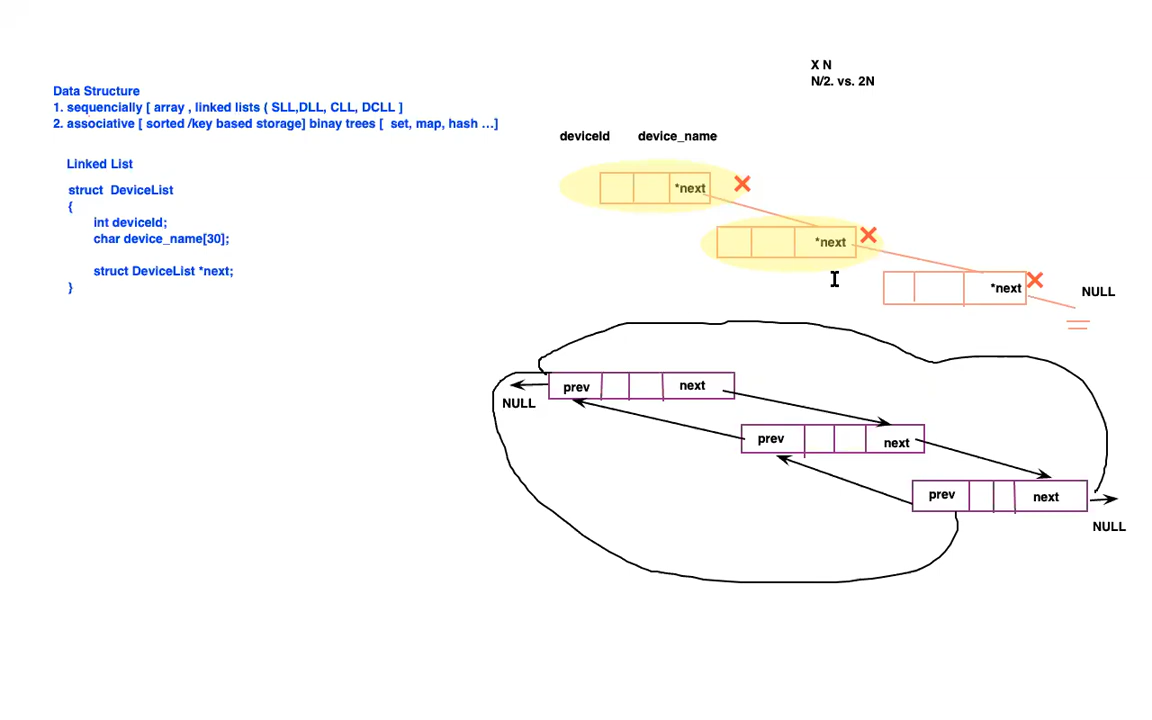 X N
N/2. vs. 2N
Data Structure
1. sequencially [ array , linked lists ( SLL,DLL, CLL, DCLL ]
2. associative [ sorted /key based storage] binay trees [  set, map, hash ...]
deviceId device_name
Linked List
struct  DeviceList
{
int deviceId;
char device_name[30];
struct DeviceList *next;
}
*next
*next
*next
NULL
prev next
NULL
prev next
prev next
NULL